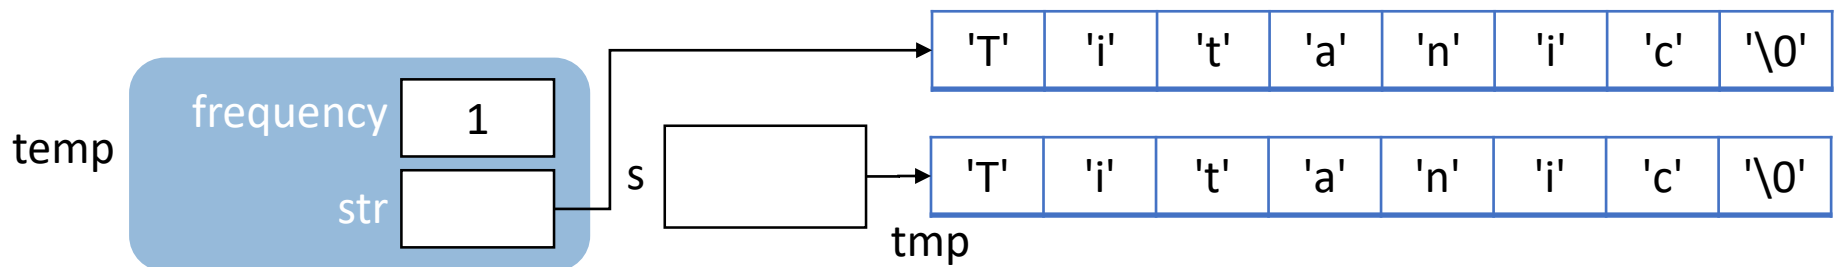 'T' 'i' 't' 'a' 'n' 'i' 'c' '\0'
frequency 1
temp
s 'T' 'i' 't' 'a' 'n' 'i' 'c' '\0'
str
tmp